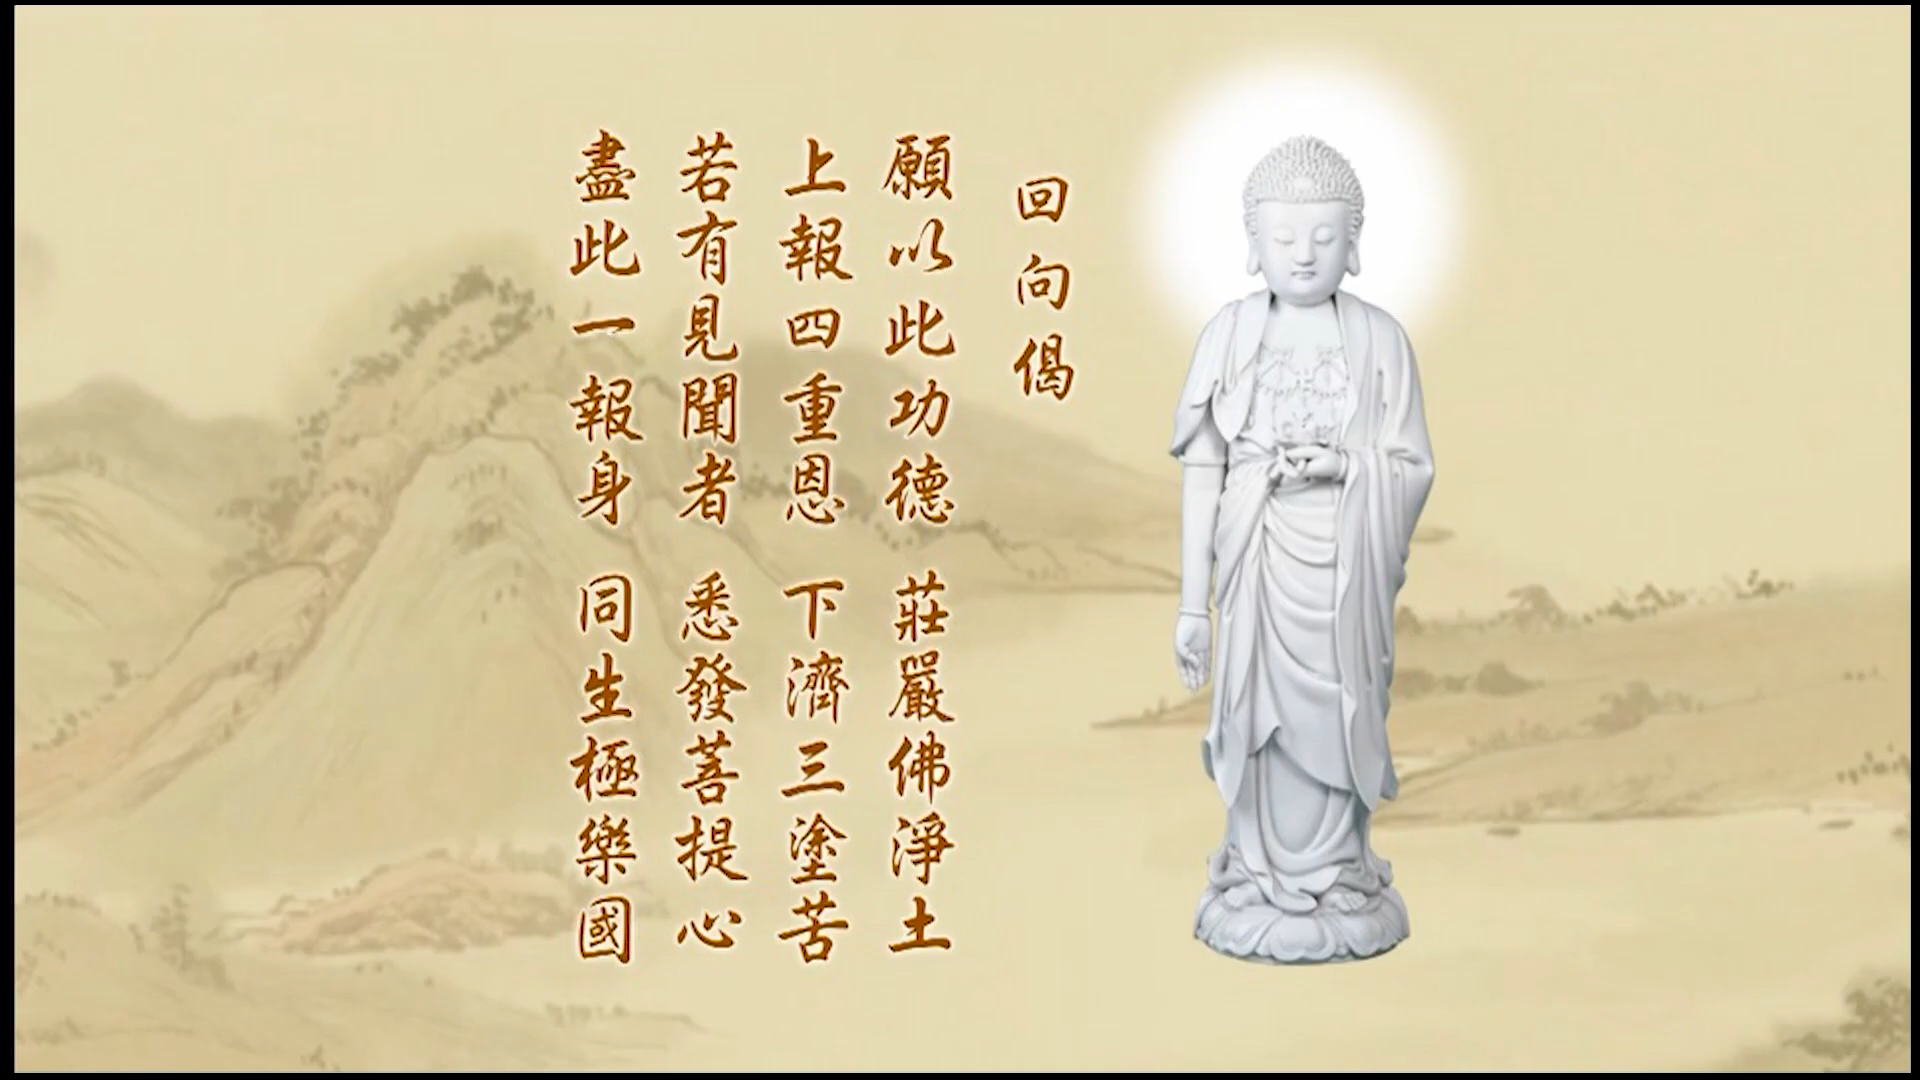 回向偈
願以此功德 莊嚴佛淨土
上報四重恩 下濟三塗苦
若有見聞者 悉發菩提心
盡此一報身 同生極樂國